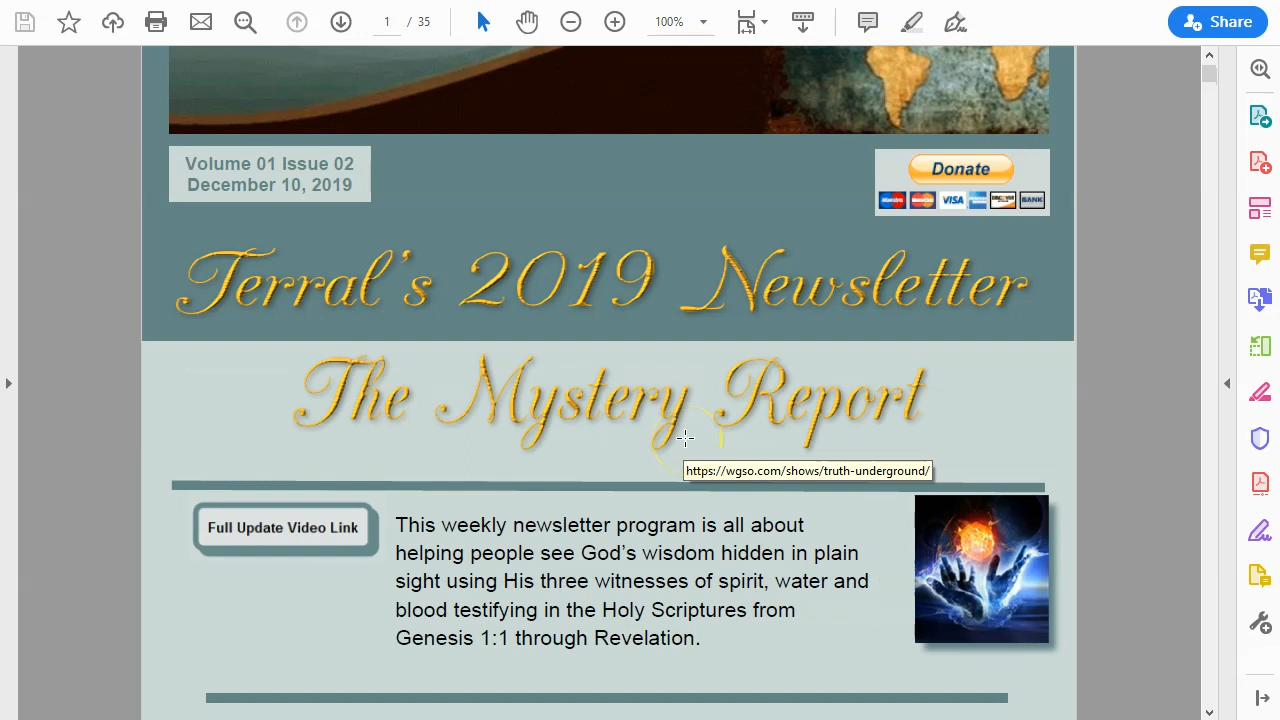 1 / 35
100%
Share
Volume 01 Issue 02
December 10, 2019
Donate
VISA
BANK
Terral's 2019 Newsletter
The Mystery Report
https://wgso.com/shows/truth-underground/
Full Update Video Link
This weekly newsletter program is all about
helping people see God's wisdom hidden in plain
sight using His three witnesses of spirit, water and
blood testifying in the Holy Scriptures from
Genesis 1:1 through Revelation.